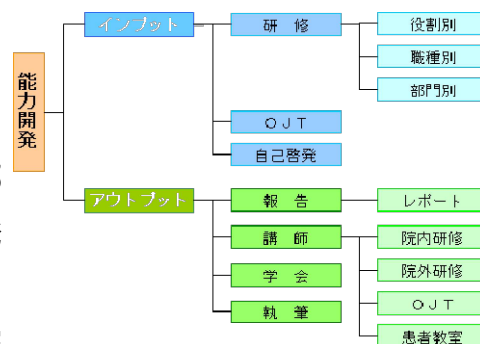 能力開発
インプット
研 修
役割別
職種別
部門別
OJT
自己啓発
アウトプット
報 告
レポート
講 師
院内研修
院外研修
OJT
患者教室
学 会
執 筆